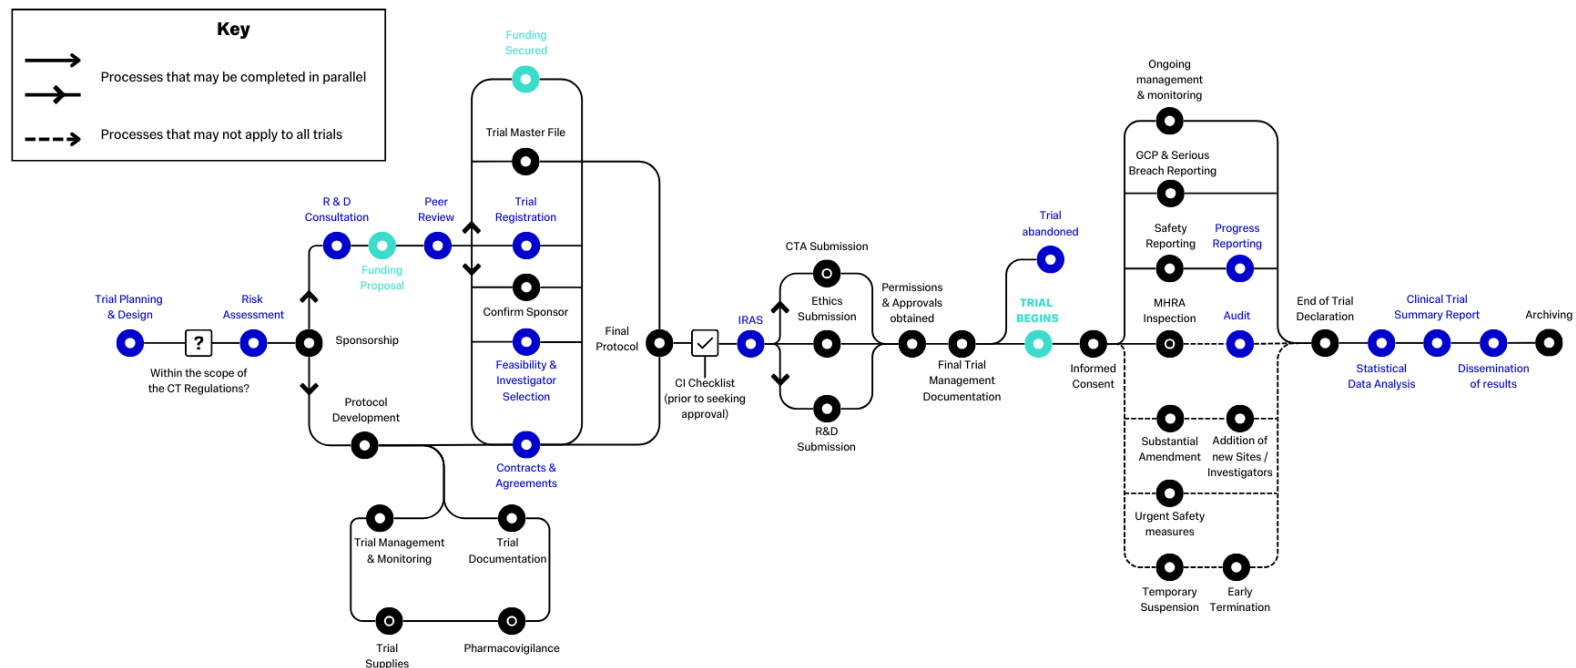 Key
Processes that may be completed in parallel
Processes that may not apply to all trials
Trial Planning
& Design
?
Within the scope of
the CT Regulations?
Risk
Assessment
Sponsorship
R & D
Consultation
Funding
Proposal
Peer
Review
Protocol
Development
Trial Management
& Monitoring
Trial
Documentation
Trial
Supplies
Pharmacovigilance
Funding
Secured
Trial Master File
Trial
Registration
Confirm Sponsor
Feasibility &
Investigator
Selection
Contracts &
Agreements
Final
Protocol
CI Checklist
(prior to seeking
approval)
IRAS
CTA Submission
Ethics
Submission
R&D
Submission
Permissions
& Approvals
obtained
Final Trial
Management
Documentation
Trial
abandoned
TRIAL
BEGINS
Informed
Consent
Ongoing
management
& monitoring
GCP & Serious
Breach Reporting
Safety
Reporting
Progress
Reporting
MHRA
Inspection
Audit
Substantial
Amendment
Addition of
new Sites /
Investigators
Urgent Safety
measures
Temporary
Suspension
Early
Termination
End of Trial
Declaration
Statistical
Data Analysis
Clinical Trial
Summary Report
Dissemination
of results
Archiving